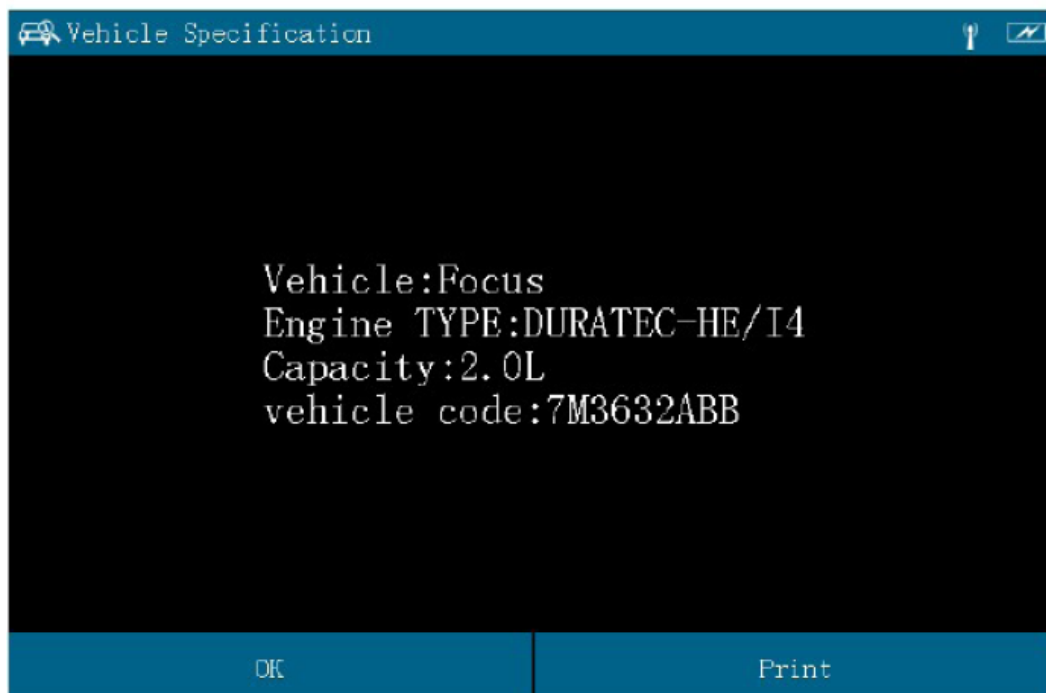 Vehicle Specification
Vehicle:Focus
Engine TYPE:DURATEC-HE/I4
Capacity:2.0L
vehicle code:7M3632ABB
OK
Print